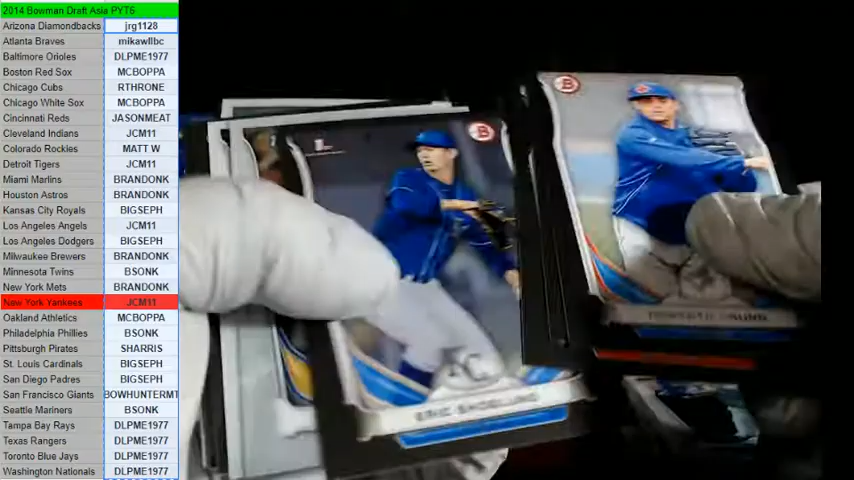 2014 Bowman Draft Asia PYT5
Arizona Diamondbacks jrg1128
Atlanta Braves mikawllbc
Baltimore Orioles DLPME1977
Boston Red Sox MCBOPPA
Chicago Cubs RTHRONE
Chicago White Sox MCBOPPA
Cincinnati Reds JASONMEAT
Cleveland Indians JCM11
Colorado Rockies MATT W
Detroit Tigers JCM11
Miami Marlins BRANDONK
Houston Astros BRANDONK
Kansas City Royals BIGSEPH
Los Angeles Angels JCM11
Los Angeles Dodgers BIGSEPH
Milwaukee Brewers BRANDONK
Minnesota Twins BSONK
New York Mets BRANDONK
New York Yankees JCM11
Oakland Athletics MCBOPPA
Philadelphia Phillies BSONK
Pittsburgh Pirates SHARRIS
St. Louis Cardinals BIGSEPH
San Diego Padres BIGSEPH
San Francisco Giants BOWHUNTERMT
Seattle Mariners BSONK
Tampa Bay Rays DLPME1977
Texas Rangers DLPME1977
Toronto Blue Jays DLPME1977
Washington Nationals DLPME1977
B
B